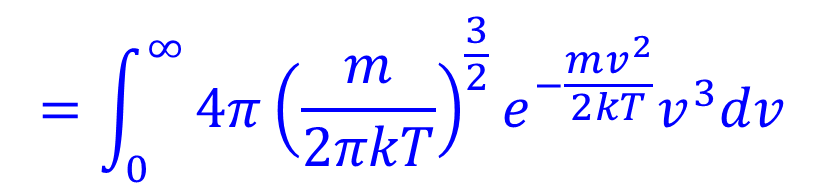 = ∫₀^∞ 4π (m/2πkT)^(3/2) e^(−mv²/2kT) v³ dv